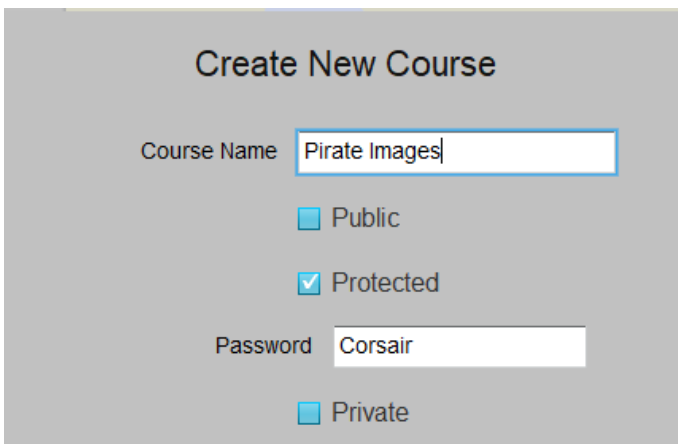 Create New Course
Course Name Pirate Images
Public
Protected
Password Corsair
Private